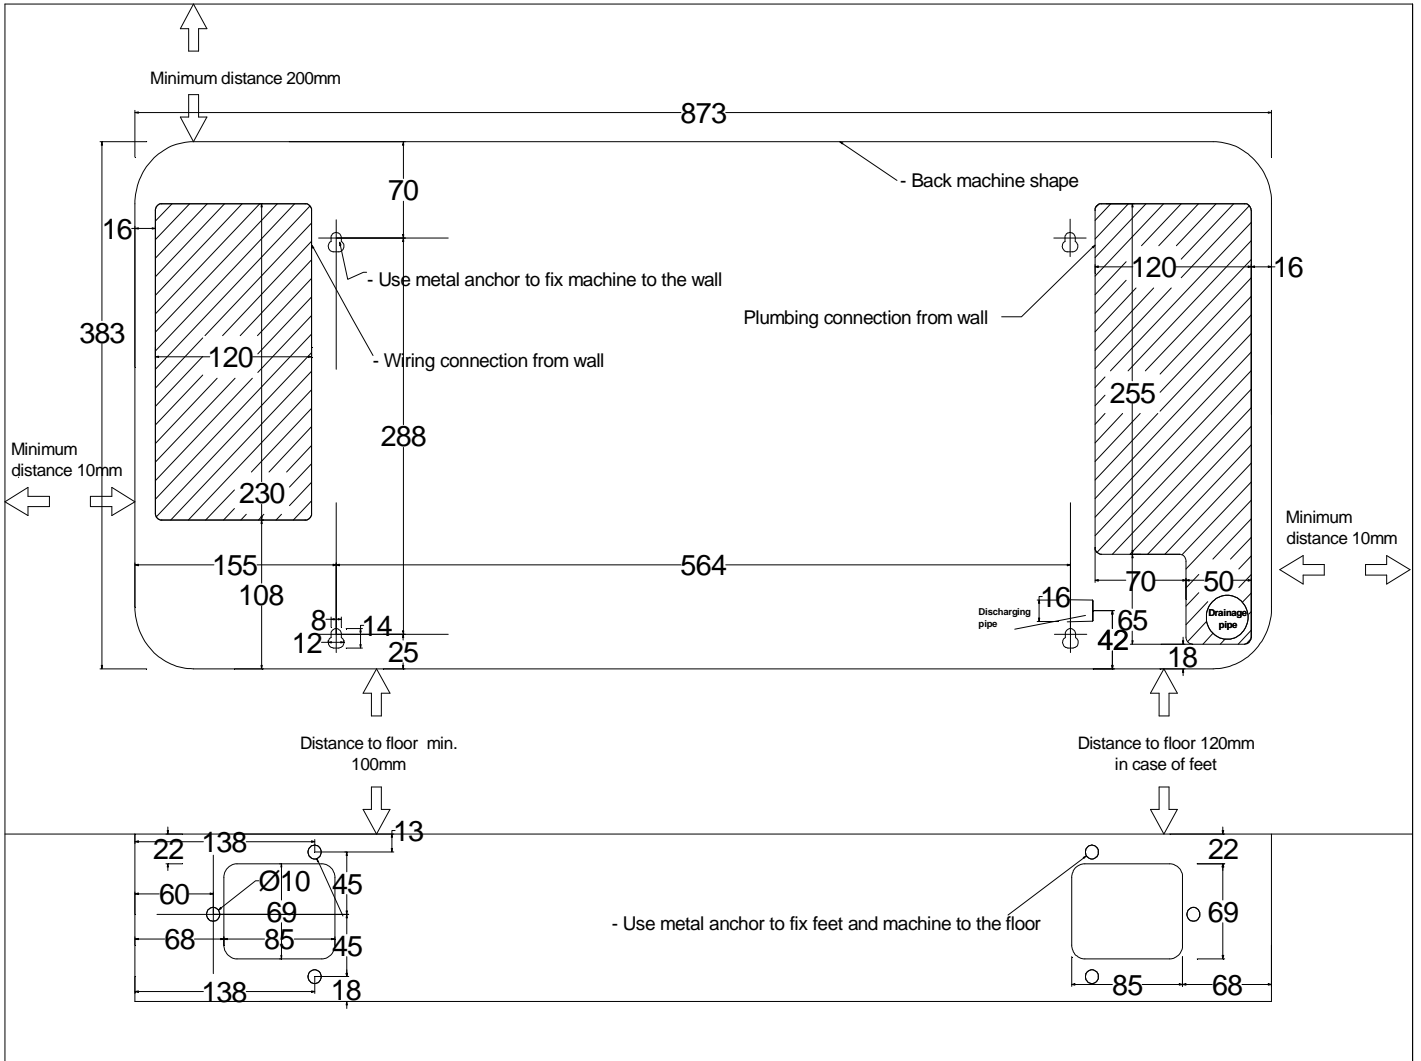 Minimum distance 200mm
873
- Back machine shape
70
16
- Use metal anchor to fix machine to the wall
120
16
Plumbing connection from wall
383
120
- Wiring connection from wall
255
288
Minimum
distance 10mm
230
Minimum
distance 10mm
155
564
108
70
50
16
Discharging
pipe
Drainage
pipe
8
14
12
25
65
42
18
Distance to floor min.
100mm
Distance to floor 120mm
in case of feet
13
138
22
22
60
Ø10
45
69
- Use metal anchor to fix feet and machine to the floor
69
68
85
45
138
18
85
68